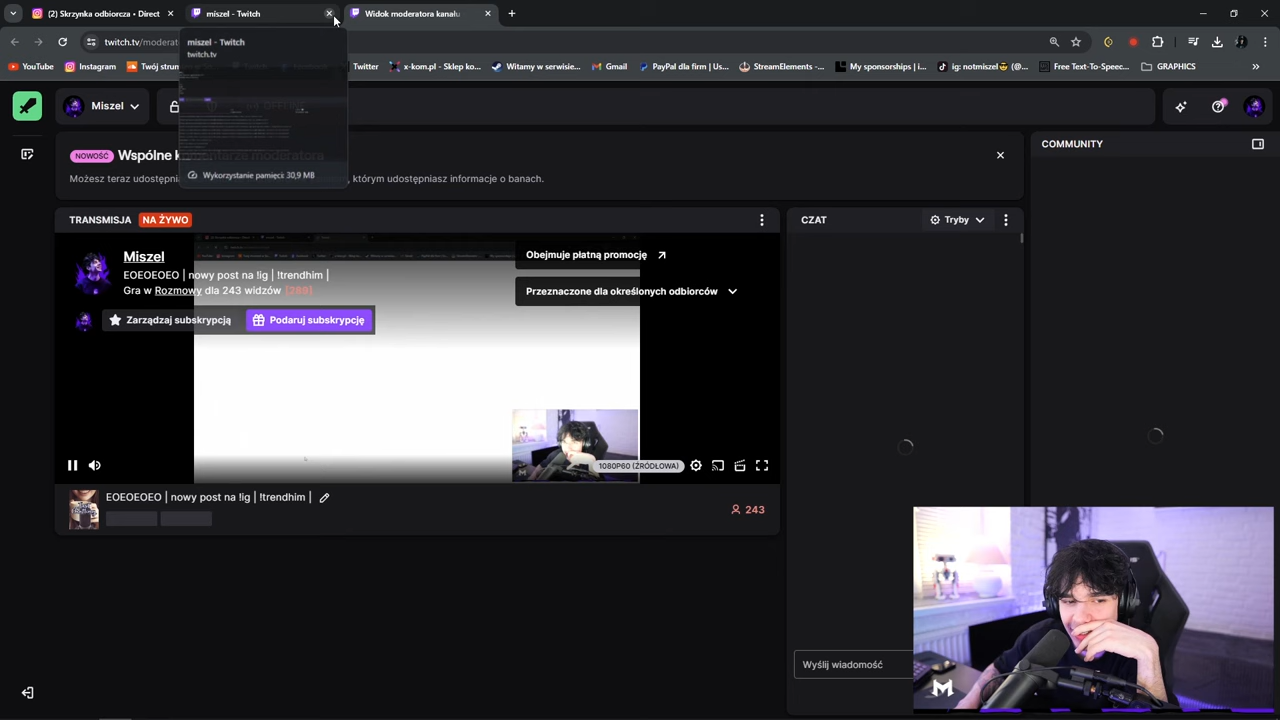 (2) Skrzynka odbiorcza • Direct
miszel - Twitch
Widok moderatora kanału
twitch.tv/moderat
miszel - Twitch
twitch.tv
YouTube
Instagram
Twój strum
Twitter
x-kom.pl - Sklep ko...
Witamy w serwisie...
Gmail
PayPal dla firm | Us...
StreamElements -
My sponsorships | i...
ig: notmiszel 😎 (@...
Free Text-To-Speec...
GRAPHICS
Miszel
NOWOŚĆ
Wspólne komentarze moderatora
Możesz teraz udostępni
, którym udostępniasz informacje o banach.
Wykorzystanie pamięci: 30,9 MB
COMMUNITY
TRANSMISJA NA ŻYWO
CZAT
Tryby
Miszel
EOEOEOEO | nowy post na !ig | !trendhim |
Gra w Rozmowy dla 243 widzów [289]
Obejmuje płatną promocję
Przeznaczone dla określonych odbiorców
Zarządzaj subskrypcją
Podaruj subskrypcję
1080P60 (ŹRÓDŁOWA)
EOEOEOEO | nowy post na !ig | !trendhim |
243
Wyślij wiadomość